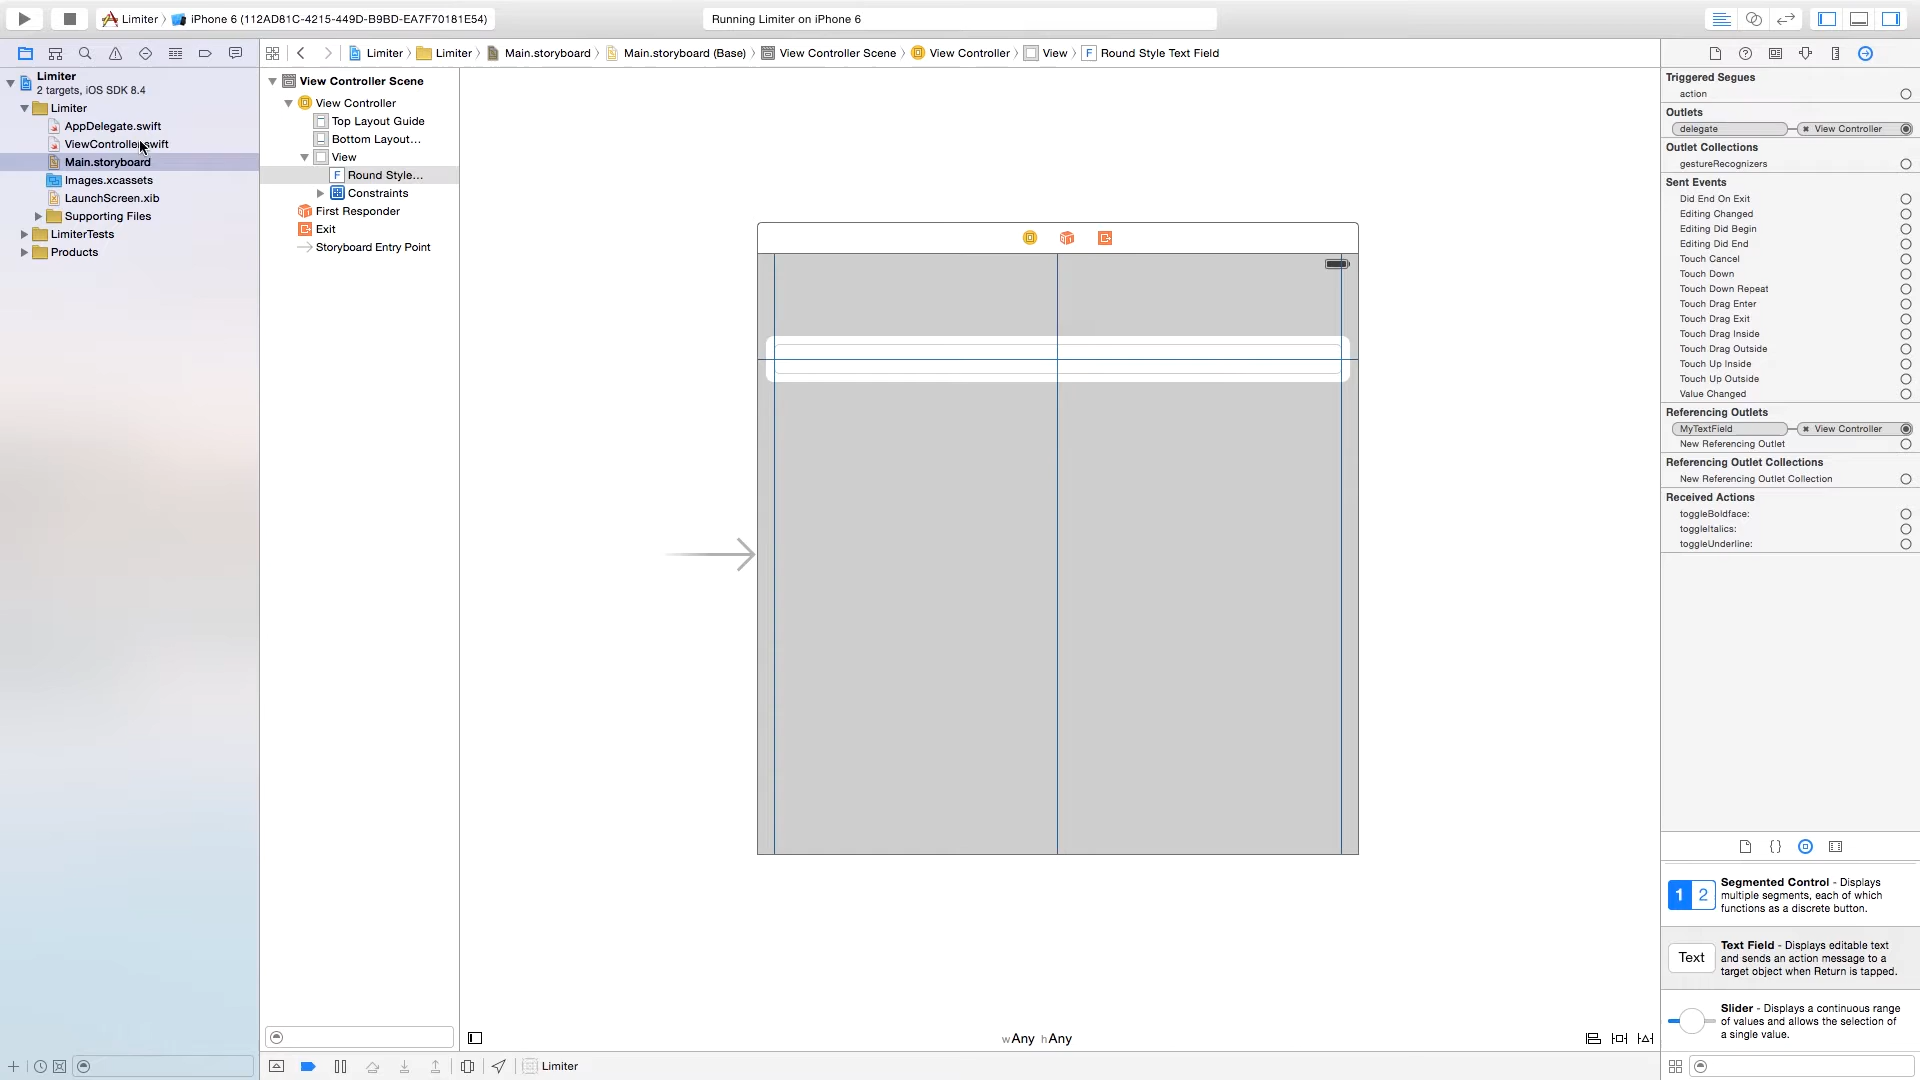 Limiter
iPhone 6 (112AD81C-4215-449D-B9BD-EA7F70181E54)
Running Limiter on iPhone 6
Limiter
2 targets, iOS SDK 8.4
Limiter
AppDelegate.swift
ViewController.swift
Main.storyboard
Images.xcassets
LaunchScreen.xib
Supporting Files
LimiterTests
Products
Limiter
Limiter
Main.storyboard
Main.storyboard (Base)
View Controller Scene
View Controller
View
F
Round Style Text Field
View Controller Scene
View Controller
Top Layout Guide
Bottom Layout...
View
F
Round Style...
Constraints
First Responder
Exit
Storyboard Entry Point
wAny hAny
Limiter
Triggered Segues
action
Outlets
delegate
View Controller
Outlet Collections
gestureRecognizers
Sent Events
Did End On Exit
Editing Changed
Editing Did Begin
Editing Did End
Touch Cancel
Touch Down
Touch Down Repeat
Touch Drag Enter
Touch Drag Exit
Touch Drag Inside
Touch Drag Outside
Touch Up Inside
Touch Up Outside
Value Changed
Referencing Outlets
MyTextField
View Controller
New Referencing Outlet
Referencing Outlet Collections
New Referencing Outlet Collection
Received Actions
toggleBoldface:
toggleItalics:
toggleUnderline:
1 2
Segmented Control - Displays
multiple segments, each of which
functions as a discrete button.
Text
Text Field - Displays editable text
and sends an action message to a
target object when Return is tapped.
Slider - Displays a continuous range
of values and allows the selection of
a single value.